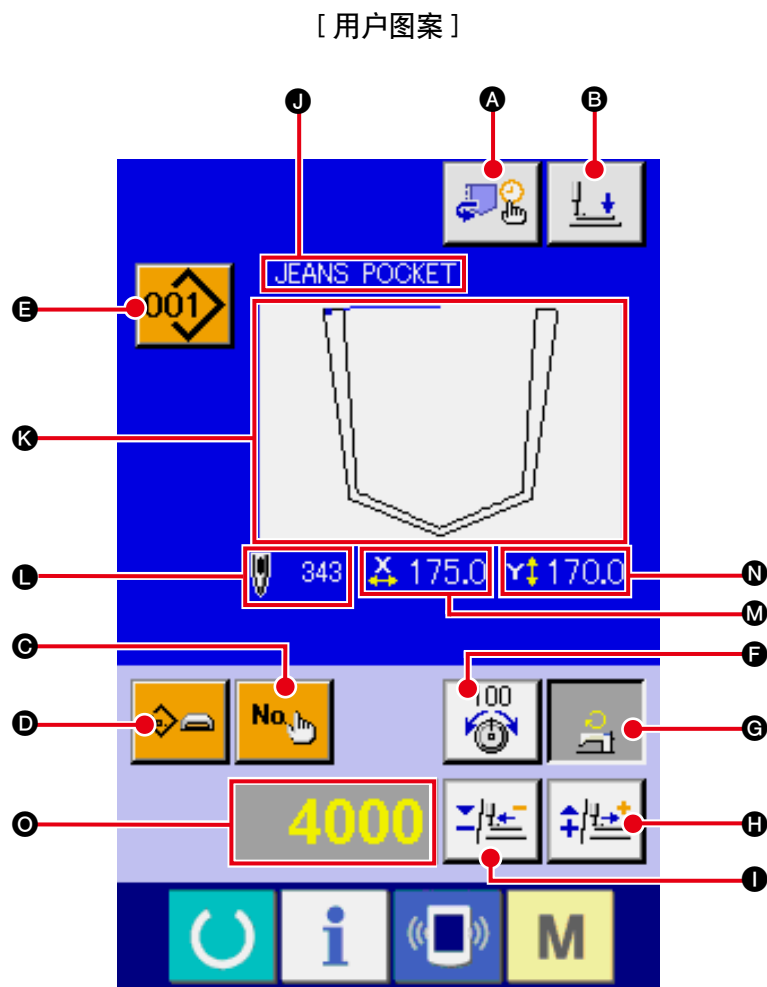 [ 用户图案 ]
J A B
JEANS POCKET
E 001
K
L 343 X 175.0 Y 170.0 N
M
C F
100
D No. G
O 4000 H
I
i M